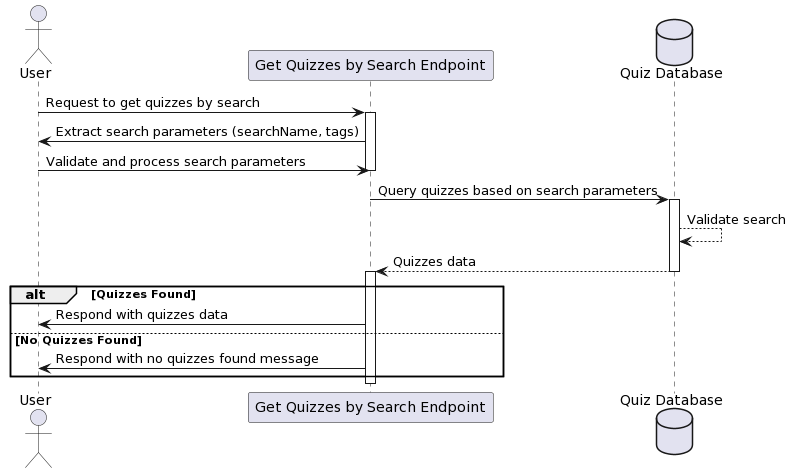 User
Get Quizzes by Search Endpoint
Quiz Database
Request to get quizzes by search
Extract search parameters (searchName, tags)
Validate and process search parameters
Query quizzes based on search parameters
Validate search
Quizzes data
alt [Quizzes Found]
Respond with quizzes data
[No Quizzes Found]
Respond with no quizzes found message
User
Get Quizzes by Search Endpoint
Quiz Database